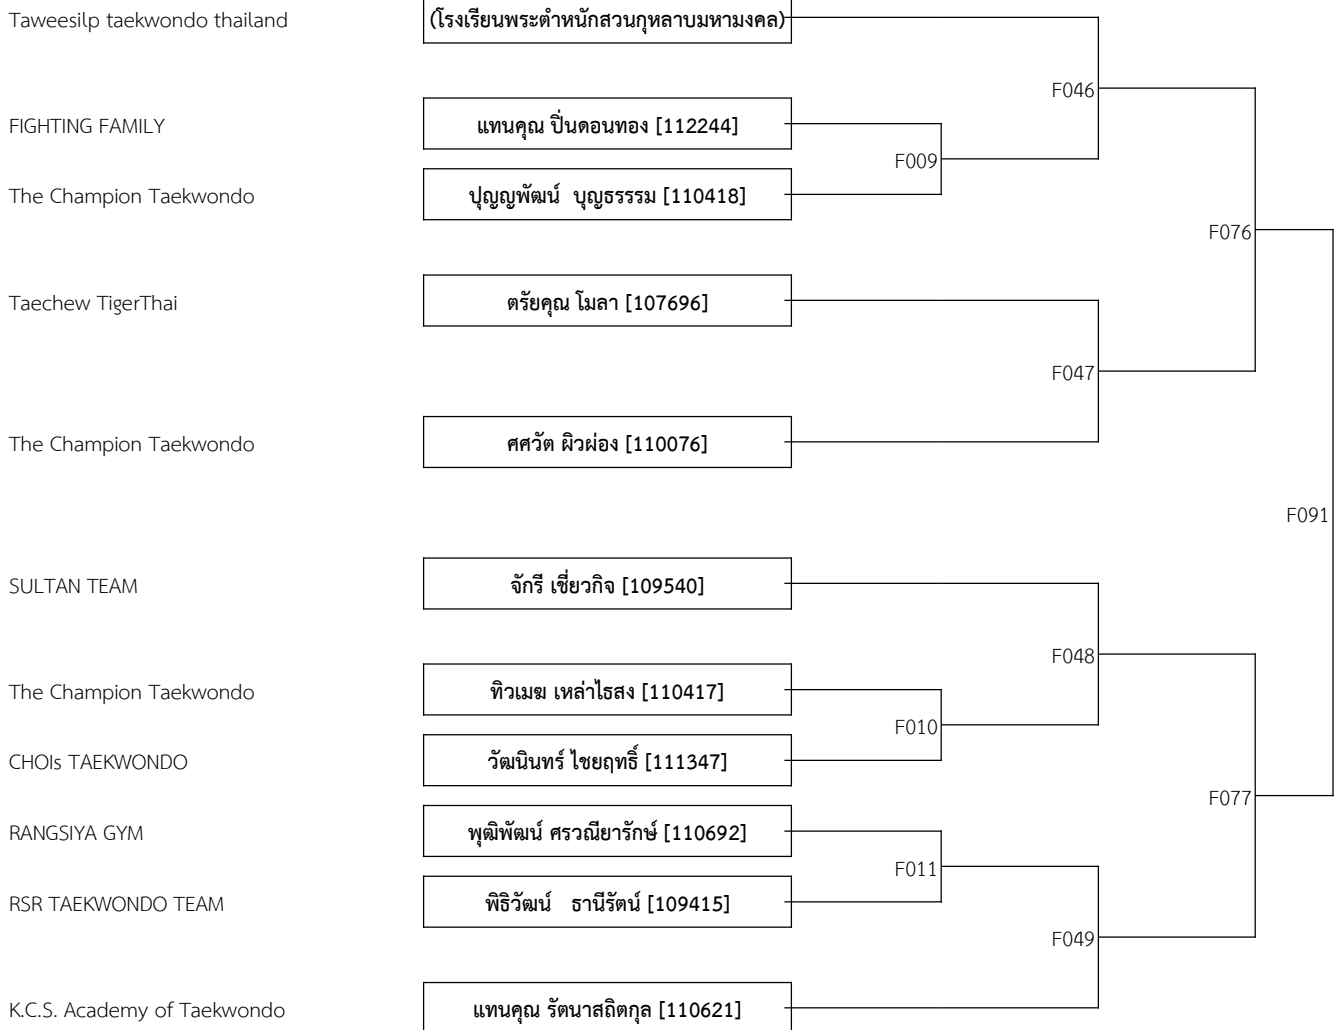 Taweesilp taekwondo thailand (โรงเรียนพระตำหนักสวนกุหลาบมหามงคล)
F046
FIGHTING FAMILY แทนคุณ ปิ่นดอนทอง [112244]
F009
The Champion Taekwondo ปุญญพัฒน์ บุญธรรรม [110418]
F076
Taechew TigerThai ตรัยคุณ โมลา [107696]
F047
The Champion Taekwondo ศศวัต ผิวผ่อง [110076]
F091
SULTAN TEAM จักรี เชี่ยวกิจ [109540]
F048
The Champion Taekwondo ทิวเมฆ เหล่าไธสง [110417]
F010
CHOIs TAEKWONDO วัฒนินทร์ ไชยฤทธิ์ [111347]
F077
RANGSIYA GYM พุฒิพัฒน์ ศรวณียารักษ์ [110692]
F011
RSR TAEKWONDO TEAM พิธิวัฒน์ ธานีรัตน์ [109415]
F049
K.C.S. Academy of Taekwondo แทนคุณ รัตนาสถิตกุล [110621]